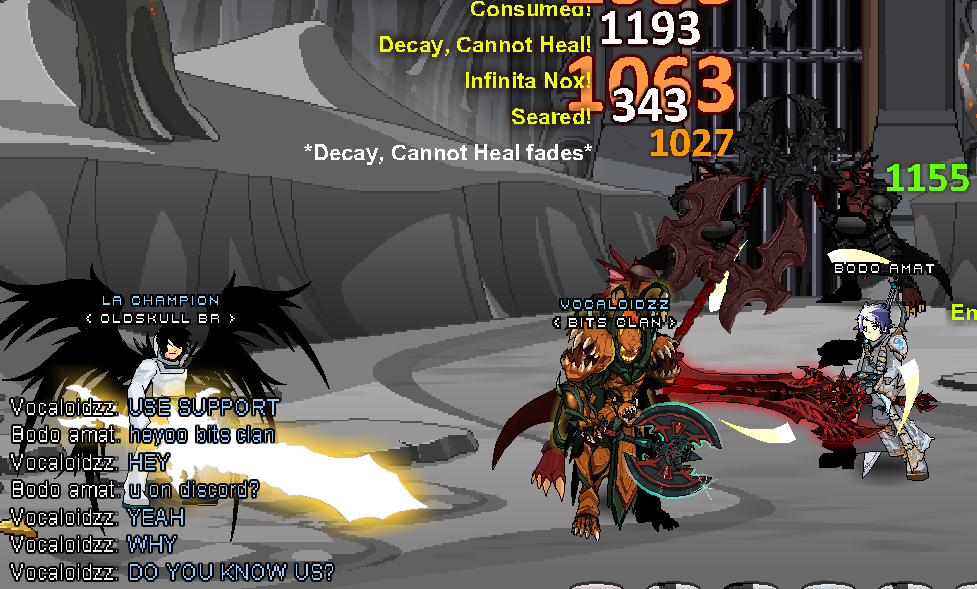 Consumed!
1193
Decay, Cannot Heal!
Infinita Nox!
1063
343
Seared!
1027
*Decay, Cannot Heal fades*
1155
BODO AMAT
LA CHAMPION
< OLDSKULL BR >
VOCALOIDZZ
< BITS CLAN >
En
Vocaloidzz: USE SUPPORT
Bodo amat: heyoo bits clan
Vocaloidzz: HEY
Bodo amat: u on discord?
Vocaloidzz: YEAH
Vocaloidzz: WHY
Vocaloidzz: DO YOU KNOW US?